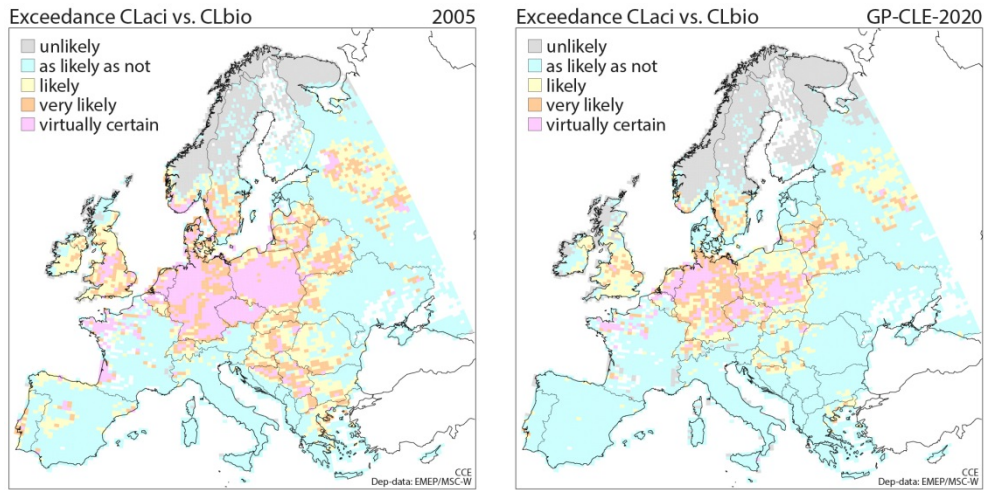 Exceedance CLaci vs. CLbio 2005
unlikely
as likely as not
likely
very likely
virtually certain
CCE
Dep-data: EMEP/MSC-W
Exceedance CLaci vs. CLbio GP-CLE-2020
unlikely
as likely as not
likely
very likely
virtually certain
CCE
Dep-data: EMEP/MSC-W